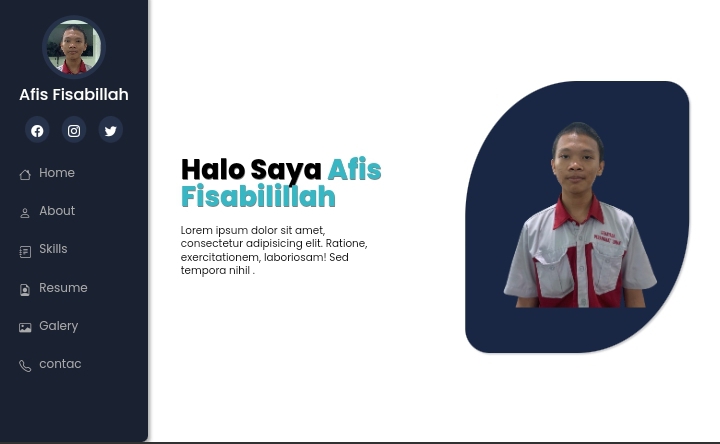 Afis Fisabillah
Home
About
Skills
Resume
Galery
contac
Halo Saya Afis
Fisabilillah
Lorem ipsum dolor sit amet,
consectetur adipisicing elit. Ratione,
exercitationem, laboriosam! Sed
tempora nihil .